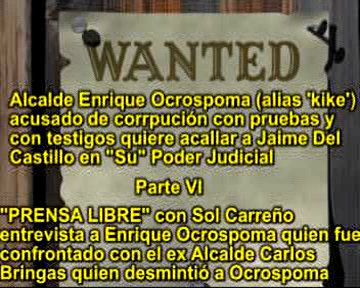 WANTED
Alcalde Enrique Ocrospoma (alias 'kike')
acusado de corrpución con pruebas y
con testigos quiere acallar a Jaime Del
Castillo en "Su" Poder Judicial
Parte VI
"PRENSA LIBRE" con Sol Carreño
entrevista a Enrique Ocrospoma quien fue
confrontado con el ex Alcalde Carlos
Bringas quien desmintió a Ocrospoma